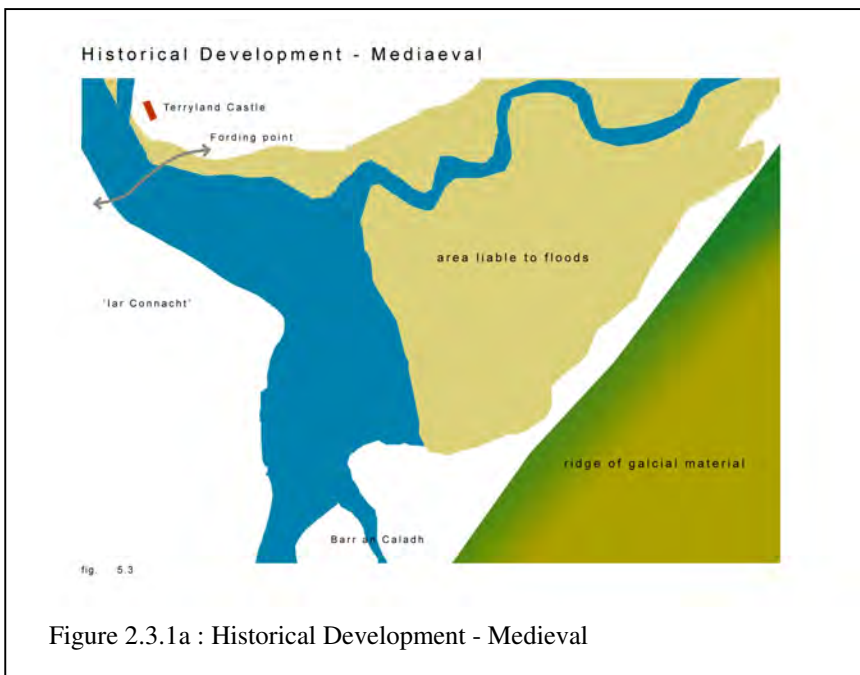 Historical Development - Mediaeval
Terryland Castle
Fording point
area liable to floods
'Iar Connacht'
ridge of galcial material
Barr an Caladh
fig. 5.3
Figure 2.3.1a : Historical Development - Medieval